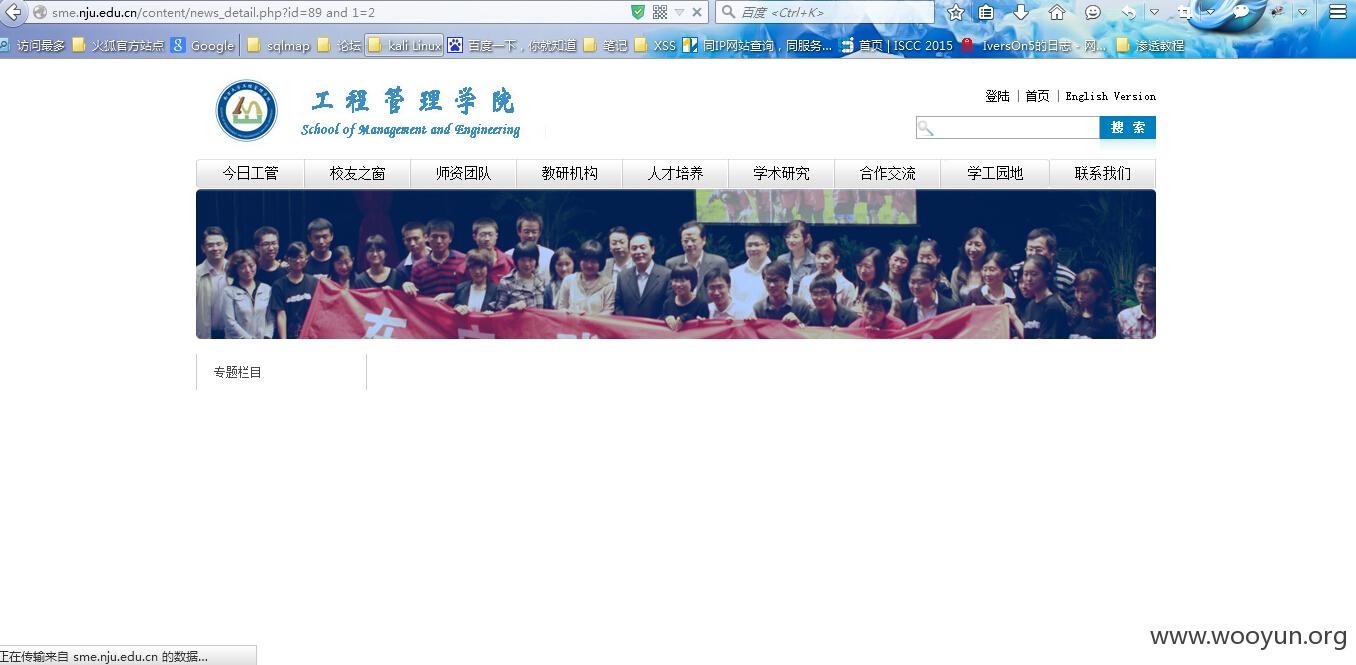 sme.nju.edu.cn/content/news_detail.php?id=89 and 1=2
百度 <Ctrl+K>
访问最多 火狐官方站点 Google sqlmap 论坛 kali Linux 百度一下，你就知道 笔记 XSS 同IP网站查询，同服务... 首页 | ISCC 2015 IversOn5的日志 - 网... 渗透教程
工程管理学院
School of Management and Engineering
登陆 | 首页 | English Version
搜 索
今日工管 校友之窗 师资团队 教研机构 人才培养 学术研究 合作交流 学工园地 联系我们
专题栏目
www.wooyun.org
正在传输来自 sme.nju.edu.cn 的数据...